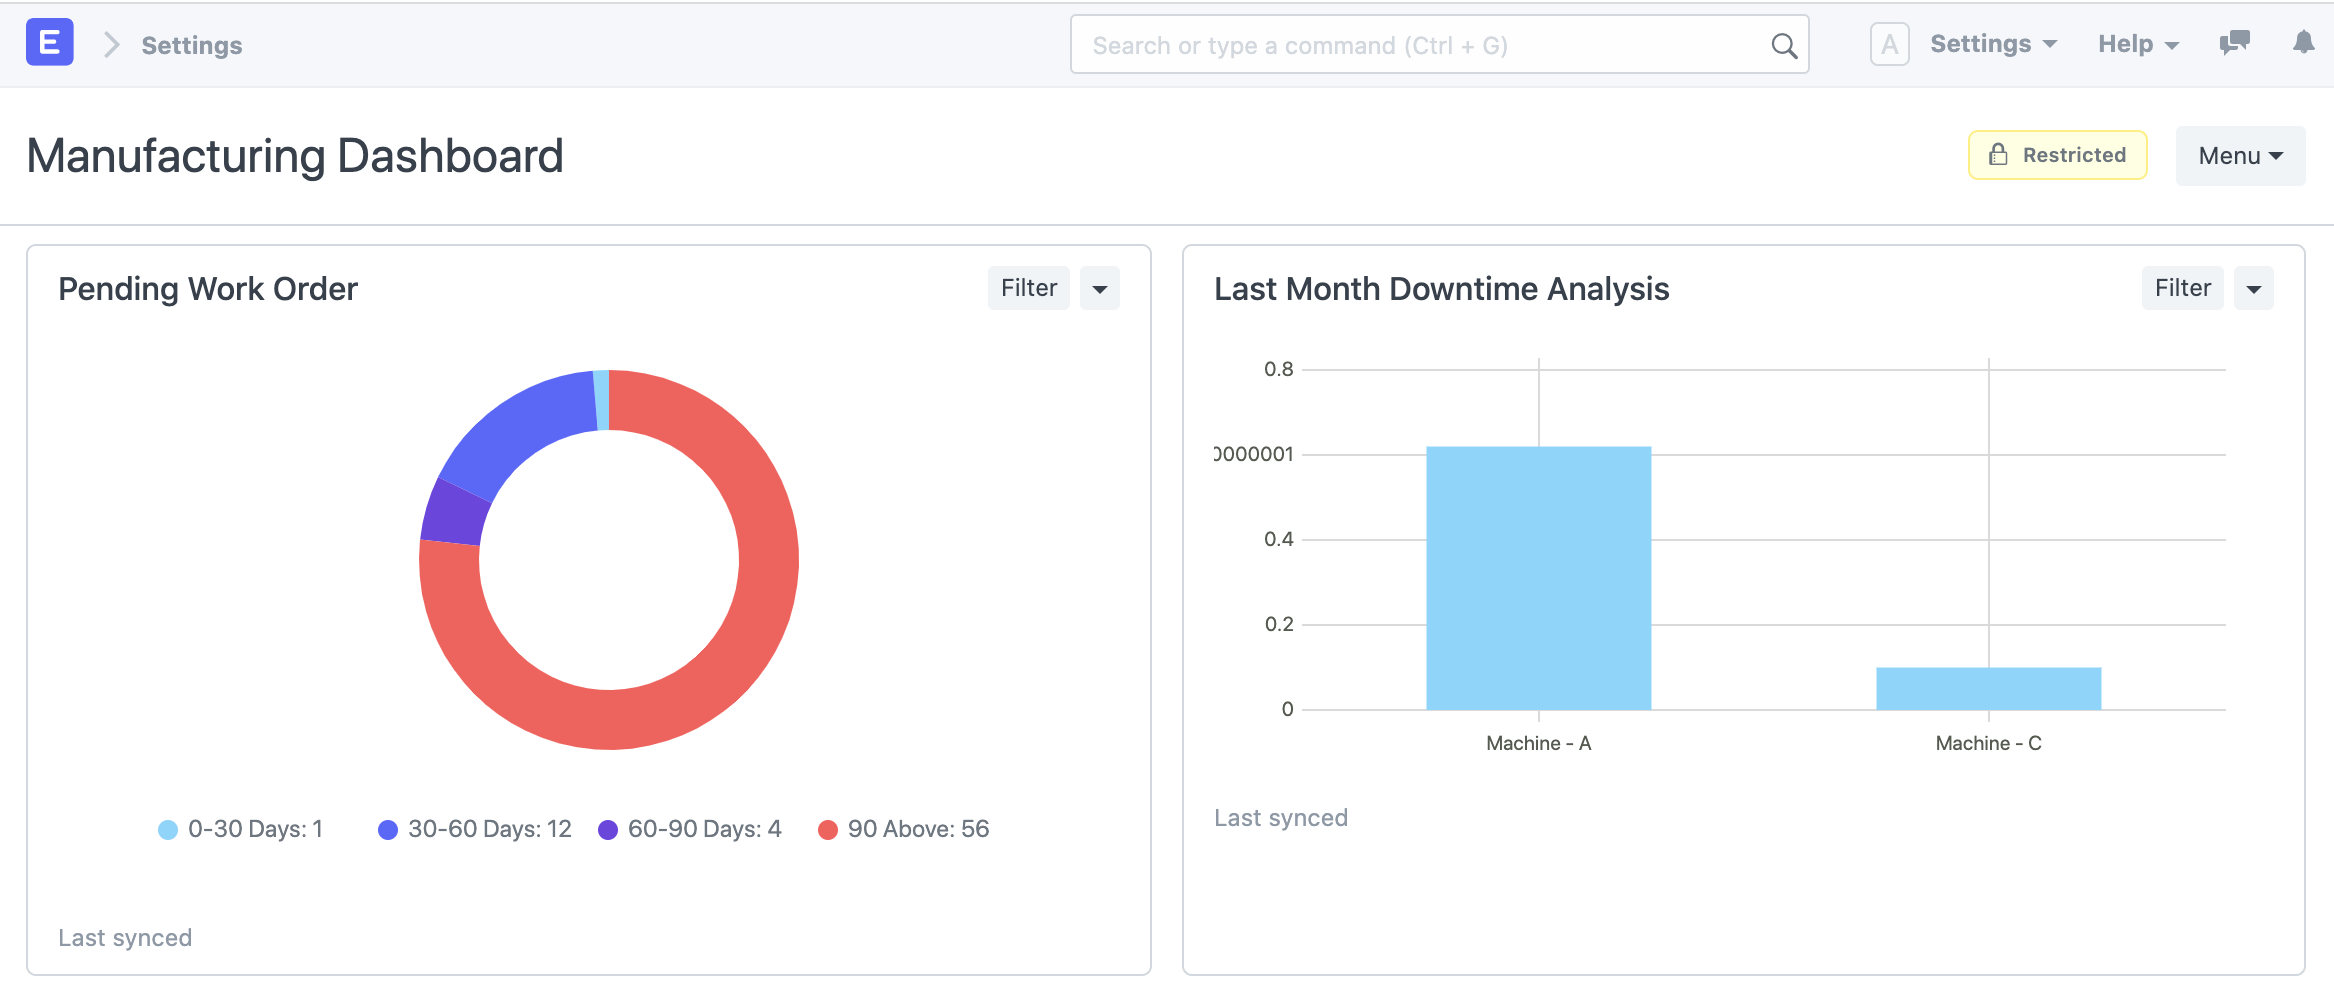 E Settings Search or type a command (Ctrl + G) A Settings Help
Manufacturing Dashboard Restricted Menu
Pending Work Order Filter
0-30 Days: 1 30-60 Days: 12 60-90 Days: 4 90 Above: 56
Last synced
Last Month Downtime Analysis Filter
0.8
0000001
0.4
0.2
0
Machine - A Machine - C
Last synced